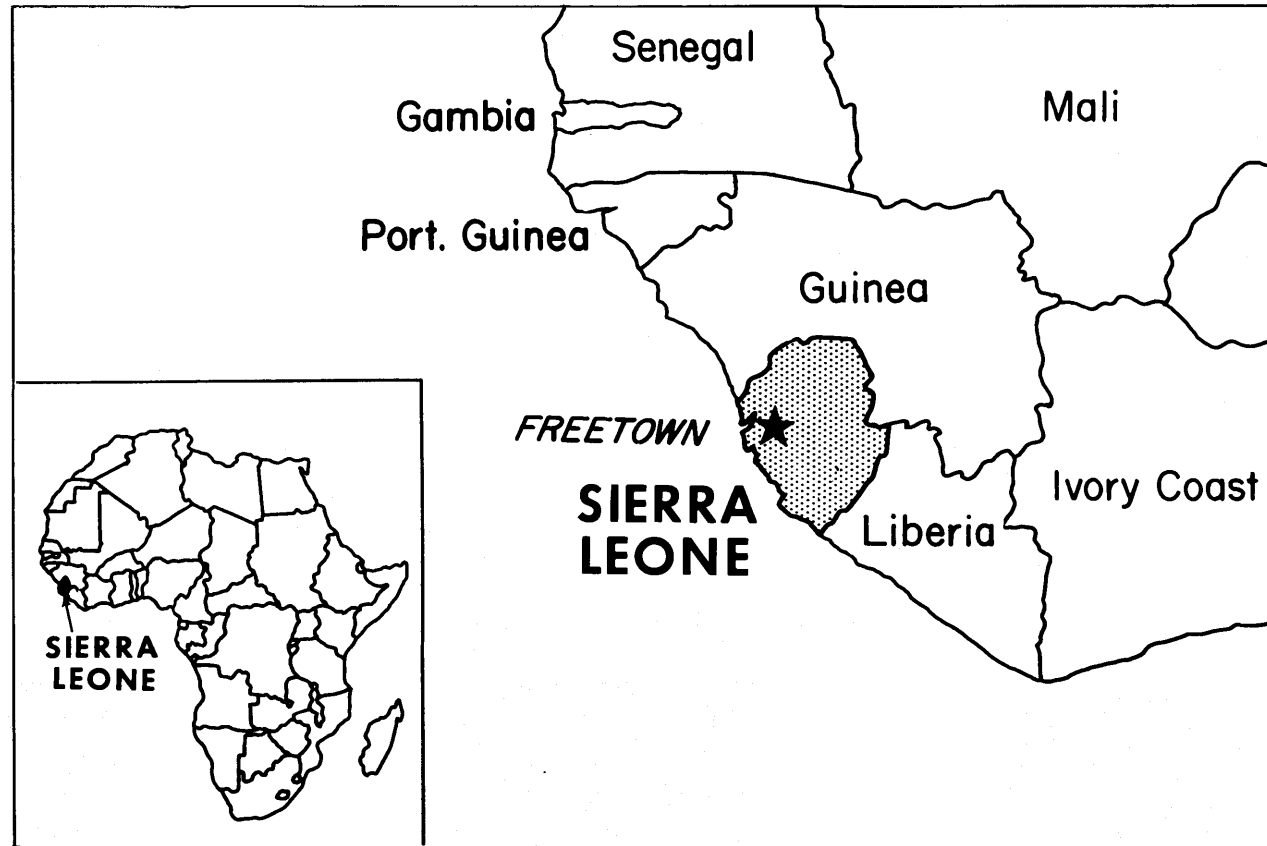 Senegal
Mali
Gambia
Port. Guinea
Guinea
FREETOWN
SIERRA
LEONE
Ivory Coast
Liberia
SIERRA
LEONE